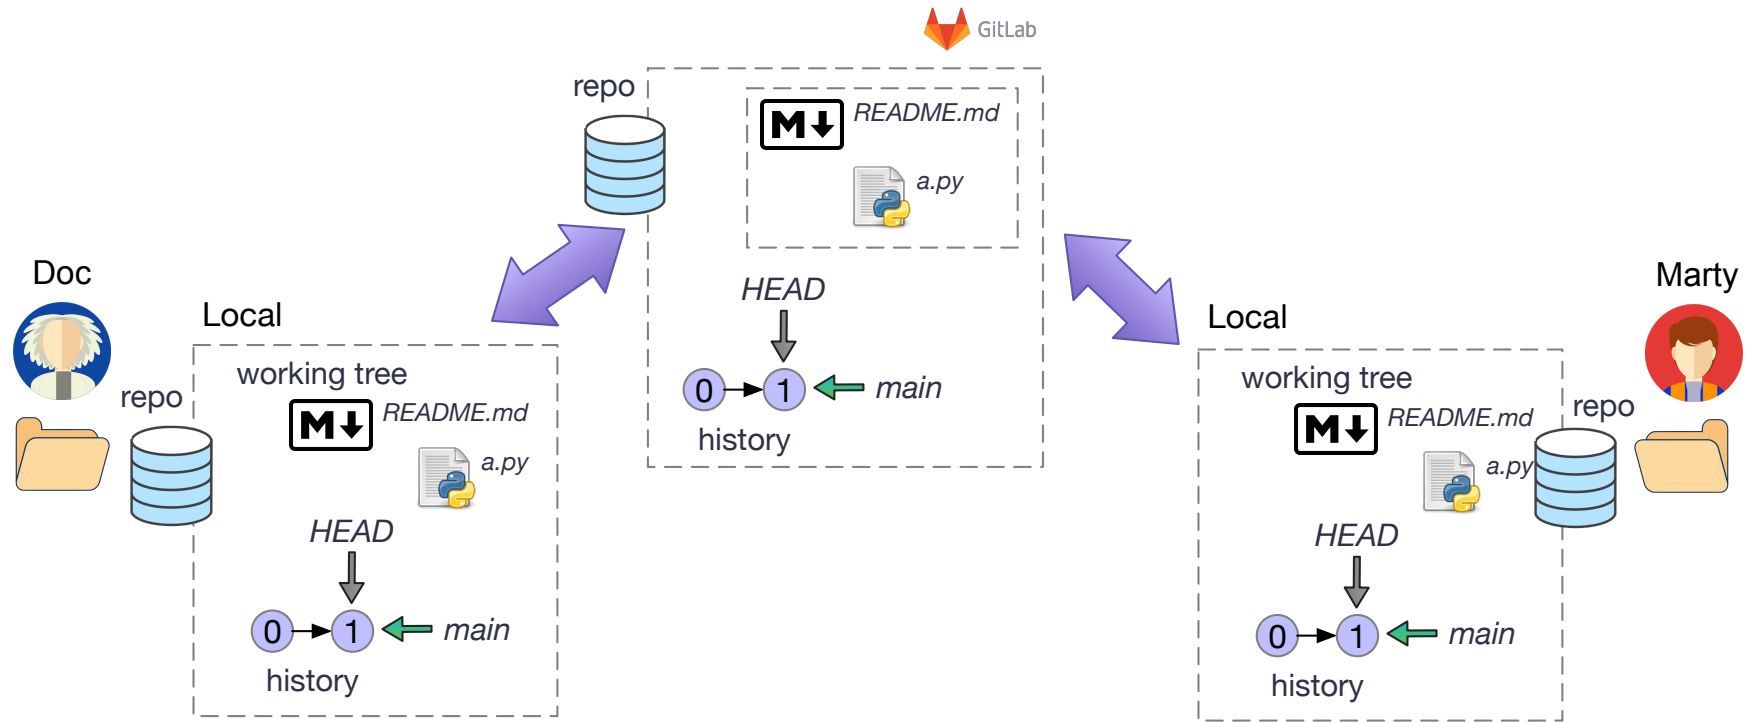 GitLab
repo
README.md
a.py
HEAD
0
1
main
history
Doc
Local
repo
working tree
README.md
a.py
HEAD
0
1
main
history
Marty
Local
working tree
repo
README.md
a.py
HEAD
0
1
main
history